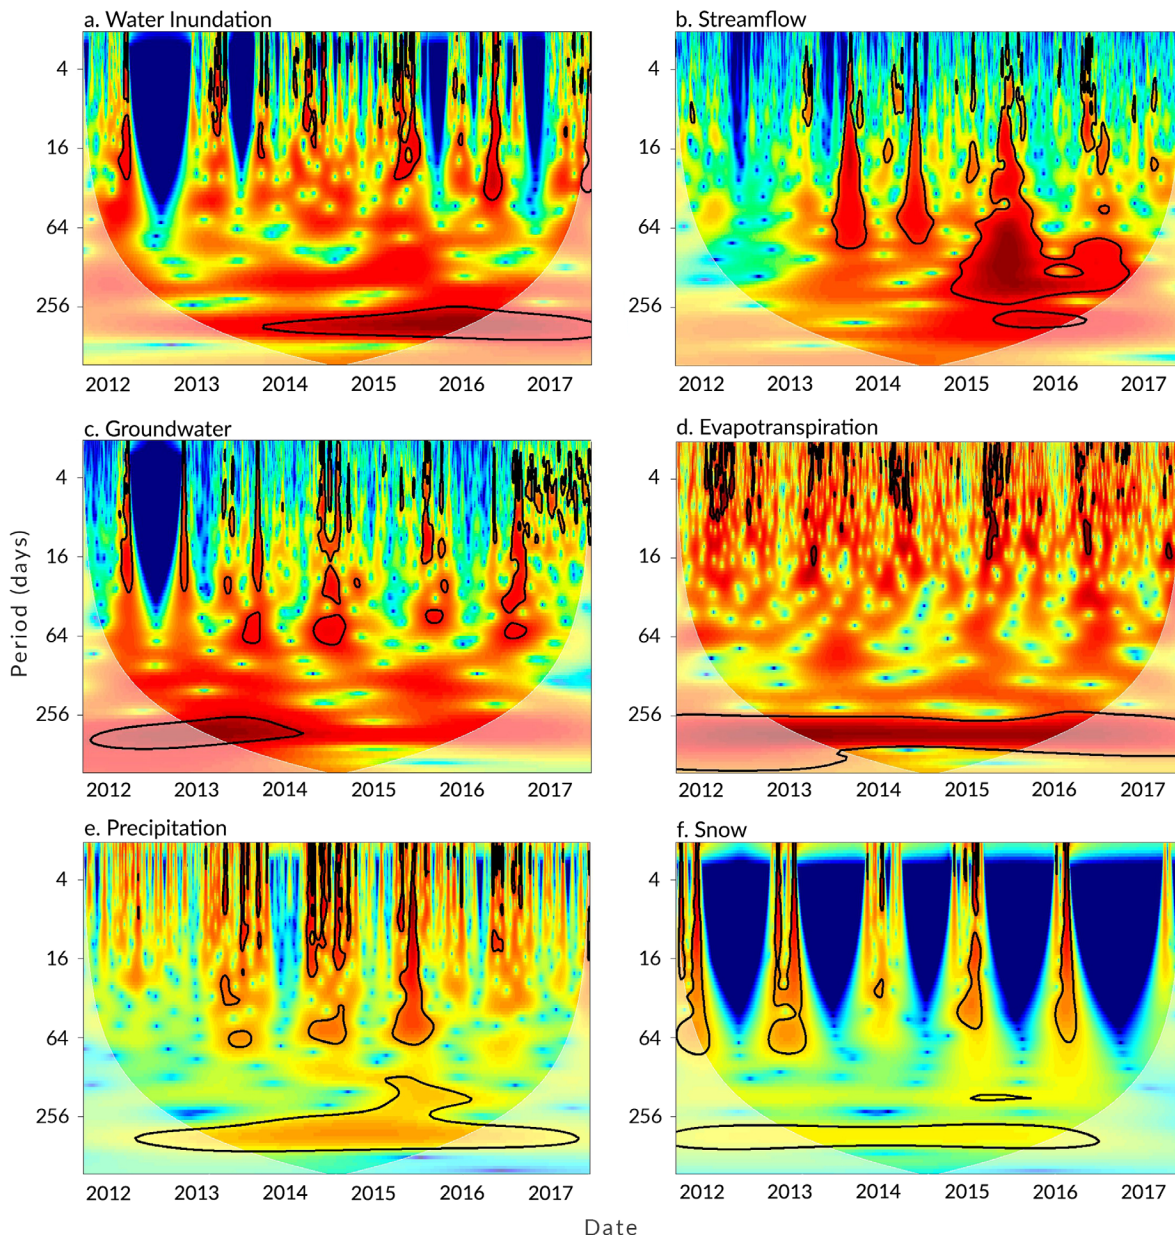 a. Water Inundation
b. Streamflow
4
16
64
256
4
16
64
256
2012 2013 2014 2015 2016 2017
2012 2013 2014 2015 2016 2017
c. Groundwater
d. Evapotranspiration
Period (days)
4
16
64
256
4
16
64
256
2012 2013 2014 2015 2016 2017
2012 2013 2014 2015 2016 2017
e. Precipitation
f. Snow
4
16
64
256
4
16
64
256
2012 2013 2014 2015 2016 2017
2012 2013 2014 2015 2016 2017
Date